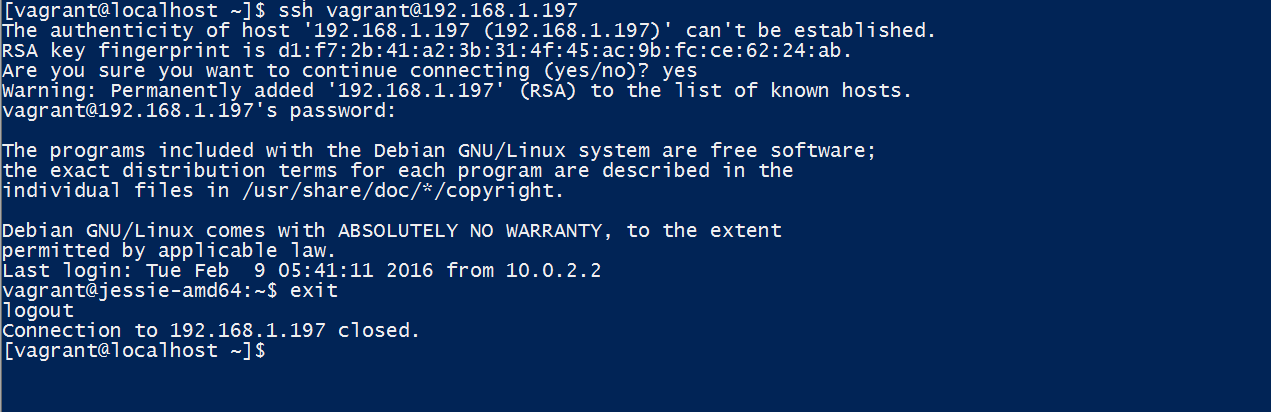 [vagrant@localhost ~]$ ssh vagrant@192.168.1.197
The authenticity of host '192.168.1.197 (192.168.1.197)' can't be established.
RSA key fingerprint is d1:f7:2b:41:a2:3b:31:4f:45:ac:9b:fc:ce:62:24:ab.
Are you sure you want to continue connecting (yes/no)? yes
Warning: Permanently added '192.168.1.197' (RSA) to the list of known hosts.
vagrant@192.168.1.197's password:
The programs included with the Debian GNU/Linux system are free software;
the exact distribution terms for each program are described in the
individual files in /usr/share/doc/*/copyright.
Debian GNU/Linux comes with ABSOLUTELY NO WARRANTY, to the extent
permitted by applicable law.
Last login: Tue Feb  9 05:41:11 2016 from 10.0.2.2
vagrant@jessie-amd64:~$ exit
logout
Connection to 192.168.1.197 closed.
[vagrant@localhost ~]$